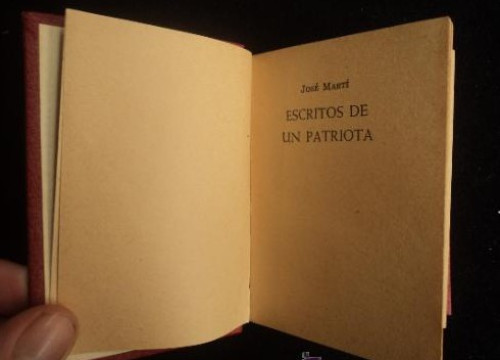 José Martí
ESCRITOS DE
UN PATRIOTA